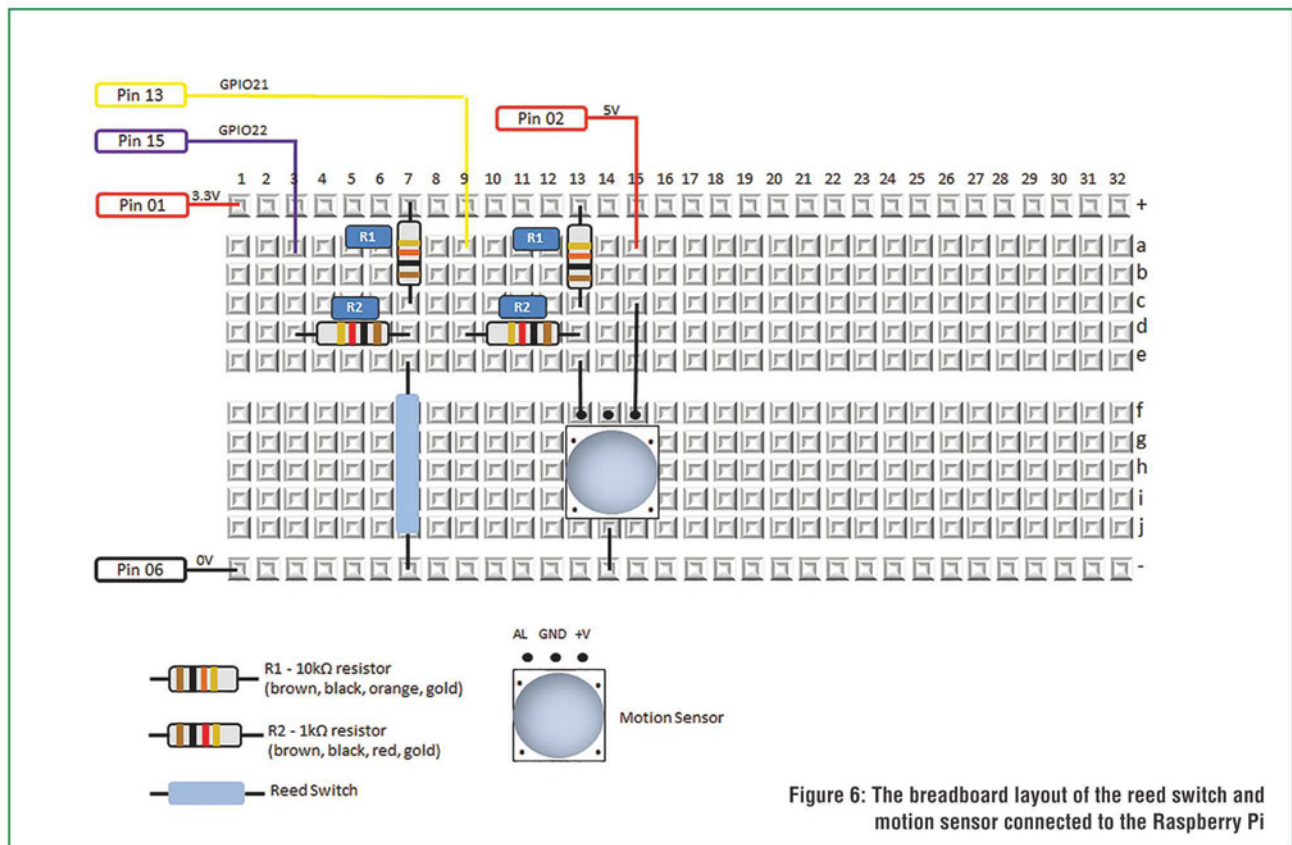 GPIO21
Pin 13
Pin 02
5V
Pin 15
GPIO22
1 2 3 4 5 6 7 8 9 10 11 12 13 14 15 16 17 18 19 20 21 22 23 24 25 26 27 28 29 30 31 32
Pin 01
3.3V
+
R1
R1
a
b
c
R2
R2
d
e
f
g
h
i
j
Pin 06
0V
-
AL GND +V
R1 - 10kΩ resistor
(brown, black, orange, gold)
Motion Sensor
R2 - 1kΩ resistor
(brown, black, red, gold)
Reed Switch
Figure 6: The breadboard layout of the reed switch and
motion sensor connected to the Raspberry Pi